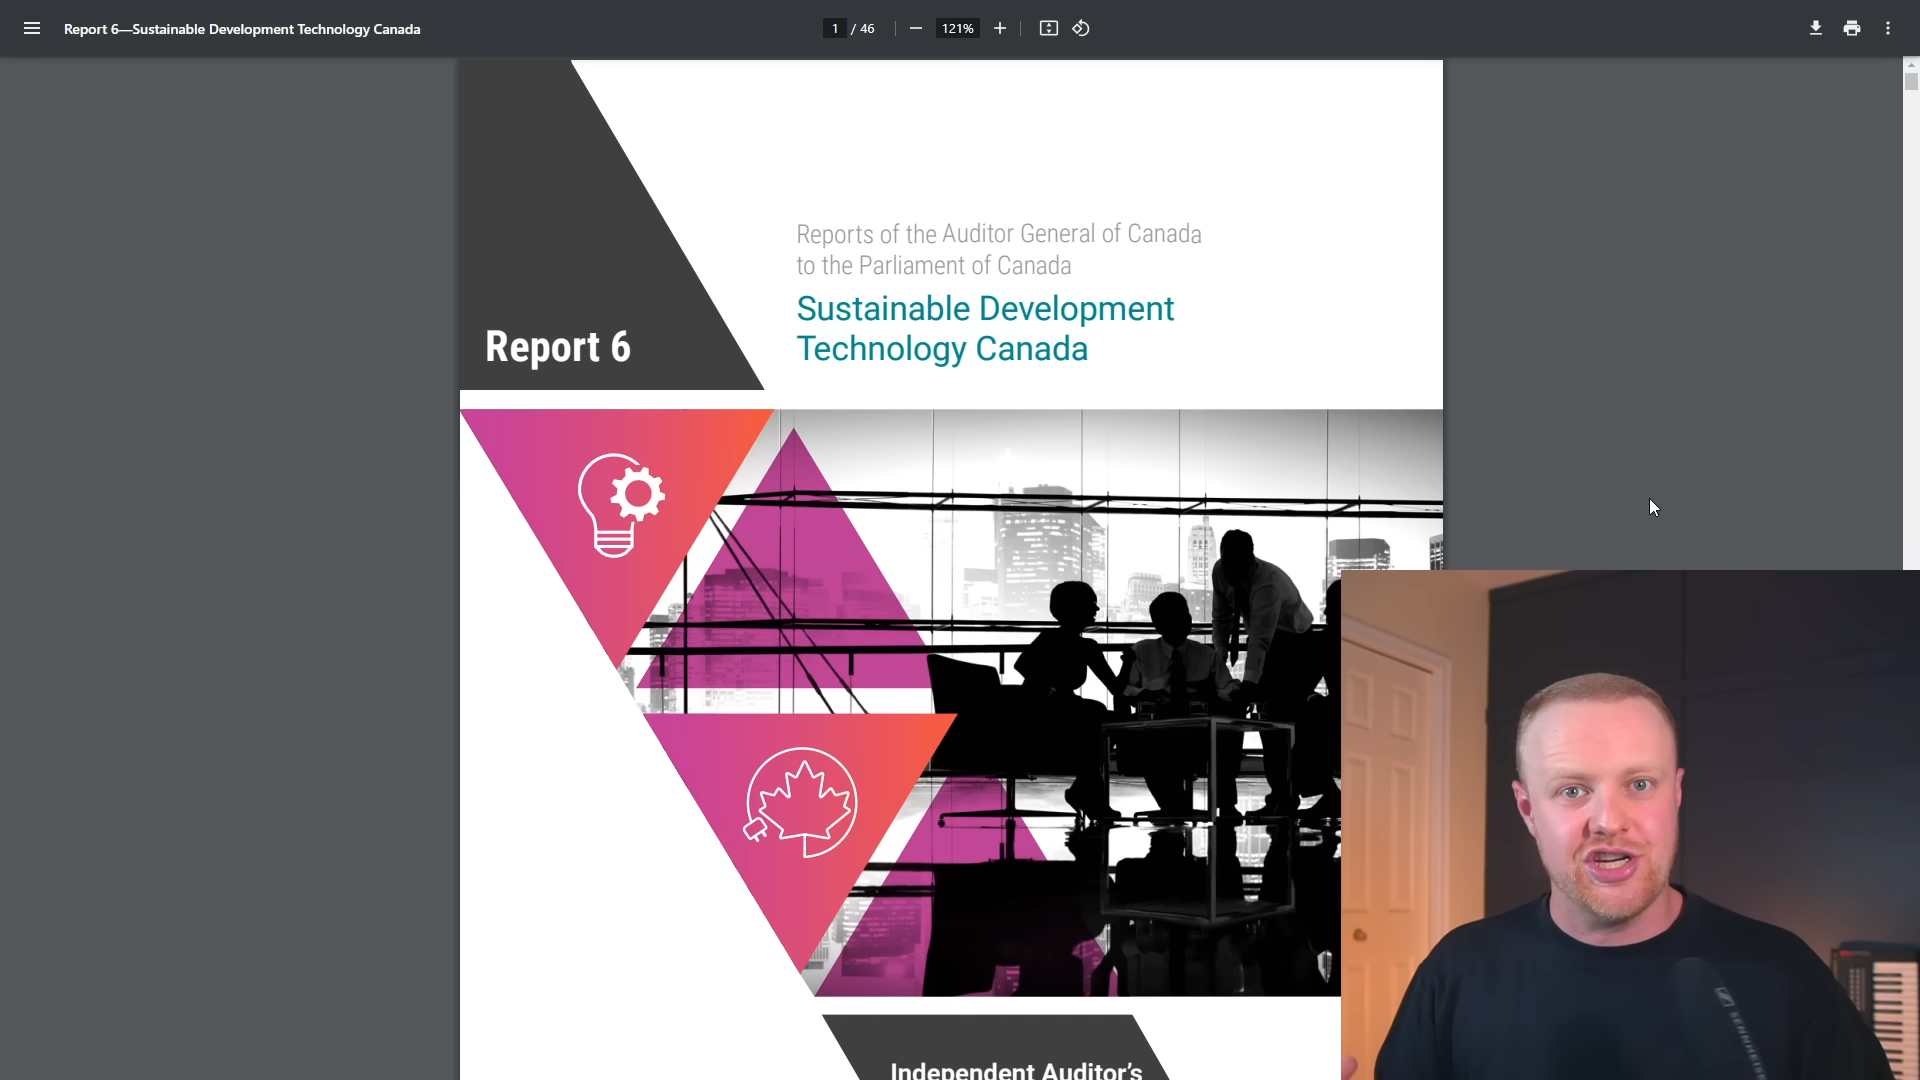 Report 6—Sustainable Development Technology Canada
1 / 46
121%
Reports of the Auditor General of Canada
to the Parliament of Canada
Sustainable Development
Technology Canada
Report 6
Independent Auditor's
SENNHEISER